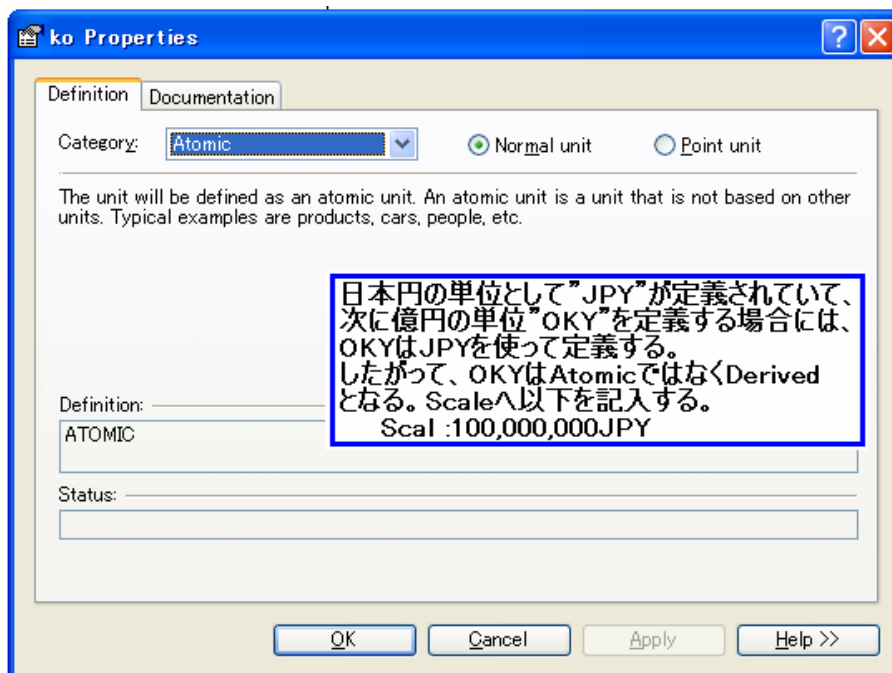 ko Properties
Definition Documentation
Category: Atomic Normal unit Point unit
The unit will be defined as an atomic unit. An atomic unit is a unit that is not based on other
units. Typical examples are products, cars, people, etc.
日本円の単位として”JPY”が定義されていて、
次に億円の単位”OKY”を定義する場合には、
OKYはJPYを使って定義する。
したがって、OKYはAtomicではなくDerived
となる。Scaleへ以下を記入する。
Scal :100,000,000JPY
Definition:
ATOMIC
Status:
OK Cancel Apply Help >>